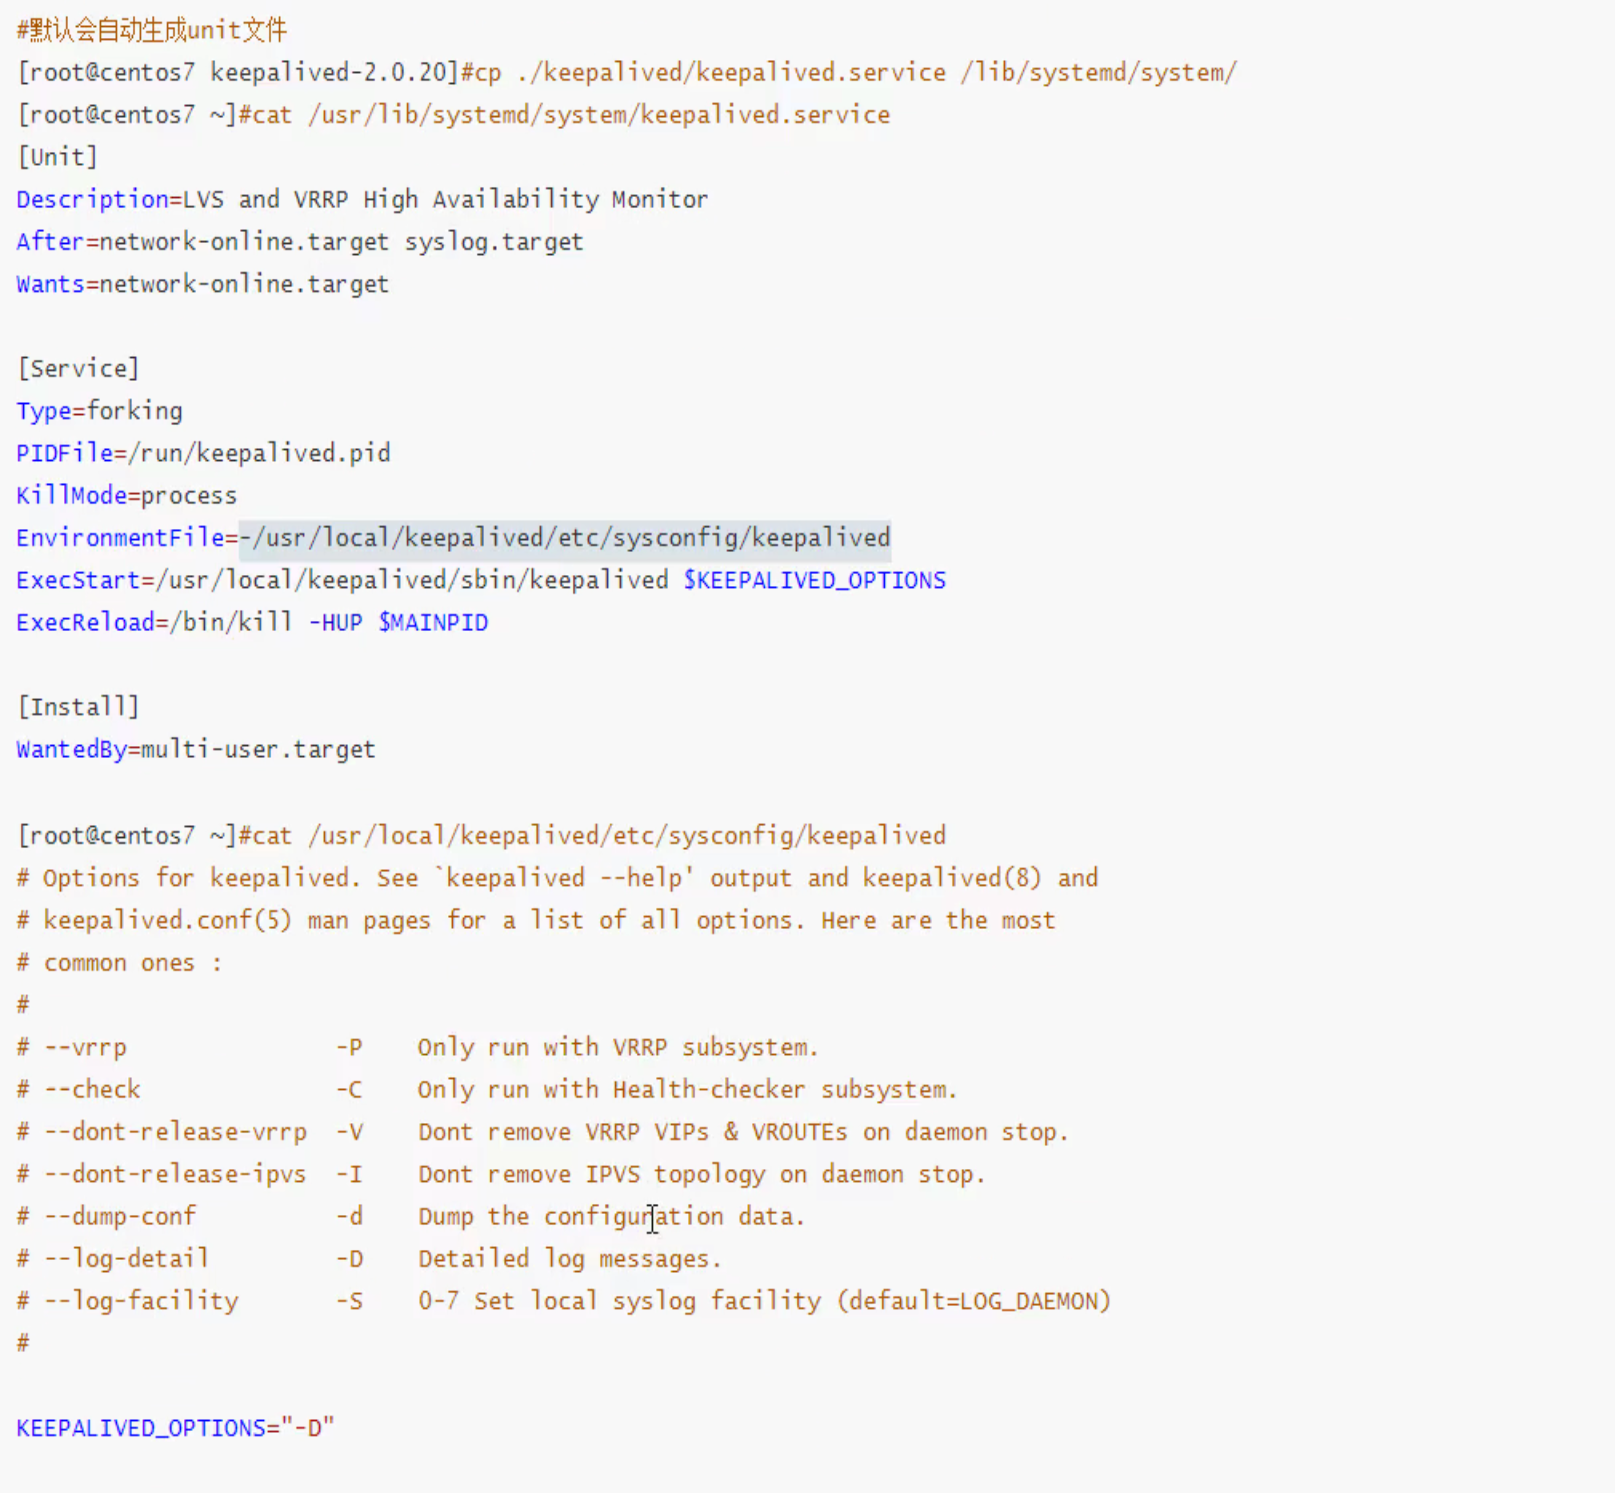 #默认会自动生成unit文件
[root@centos7 keepalived-2.0.20]#cp ./keepalived/keepalived.service /lib/systemd/system/
[root@centos7 ~]#cat /usr/lib/systemd/system/keepalived.service
[Unit]
Description=LVS and VRRP High Availability Monitor
After=network-online.target syslog.target
Wants=network-online.target
[Service]
Type=forking
PIDFile=/run/keepalived.pid
KillMode=process
EnvironmentFile=-/usr/local/keepalived/etc/sysconfig/keepalived
ExecStart=/usr/local/keepalived/sbin/keepalived $KEEPALIVED_OPTIONS
ExecReload=/bin/kill -HUP $MAINPID
[Install]
WantedBy=multi-user.target
[root@centos7 ~]#cat /usr/local/keepalived/etc/sysconfig/keepalived
# Options for keepalived. See `keepalived --help' output and keepalived(8) and
# keepalived.conf(5) man pages for a list of all options. Here are the most
# common ones :
#
# --vrrp               -P    Only run with VRRP subsystem.
# --check              -C    Only run with Health-checker subsystem.
# --dont-release-vrrp  -V    Dont remove VRRP VIPs & VROUTEs on daemon stop.
# --dont-release-ipvs  -I    Dont remove IPVS topology on daemon stop.
# --dump-conf          -d    Dump the configuration data.
# --log-detail         -D    Detailed log messages.
# --log-facility       -S    0-7 Set local syslog facility (default=LOG_DAEMON)
#
KEEPALIVED_OPTIONS="-D"